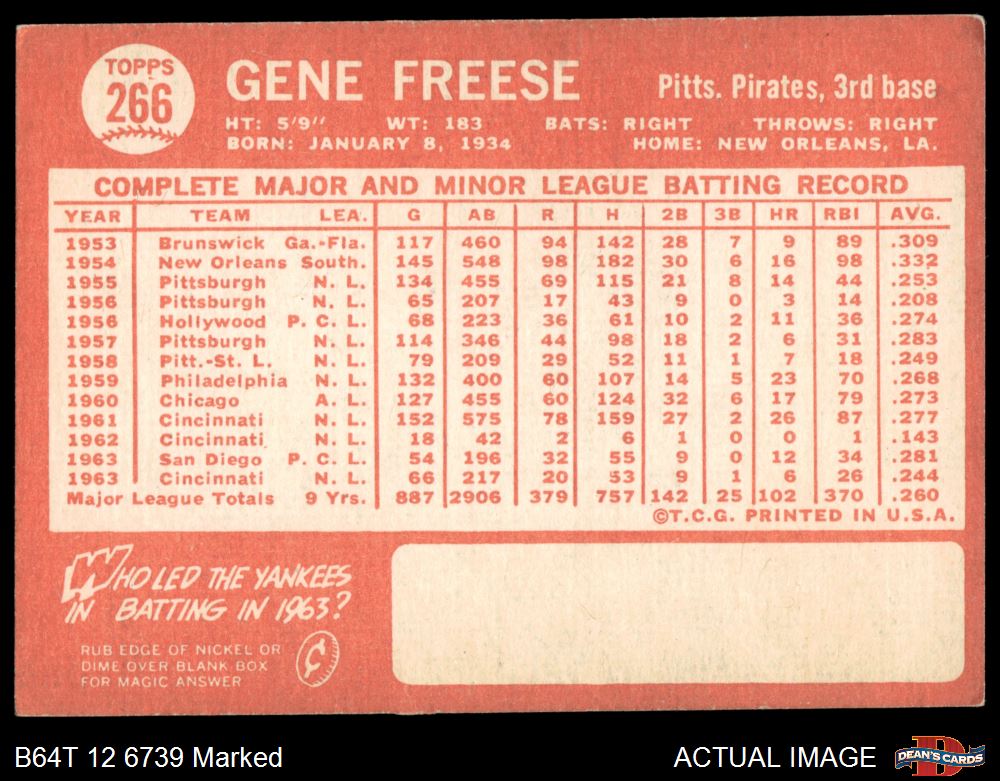 TOPPS
266
GENE FREESE
Pitts. Pirates, 3rd base
HT: 5'9" WT: 183 BATS: RIGHT THROWS: RIGHT
BORN: JANUARY 8, 1934 HOME: NEW ORLEANS, LA.
COMPLETE MAJOR AND MINOR LEAGUE BATTING RECORD
YEAR TEAM LEA. G AB R H 2B 3B HR RBI AVG.
1953 Brunswick Ga.-Fla. 117 460 94 142 28 7 9 89 .309
1954 New Orleans South. 145 548 98 182 30 6 16 98 .332
1955 Pittsburgh N. L. 134 455 69 115 21 8 14 44 .253
1956 Pittsburgh N. L. 65 207 17 43 9 0 3 14 .208
1956 Hollywood P. C. L. 68 223 36 61 10 2 11 36 .274
1957 Pittsburgh N. L. 114 346 44 98 18 2 6 31 .283
1958 Pitt.-St. L. N. L. 79 209 29 52 11 1 7 18 .249
1959 Philadelphia N. L. 132 400 60 107 14 5 23 70 .268
1960 Chicago A. L. 127 455 60 124 32 6 17 79 .273
1961 Cincinnati N. L. 152 575 78 159 27 2 26 87 .277
1962 Cincinnati N. L. 18 42 2 6 1 0 0 1 .143
1963 San Diego P. C. L. 54 196 32 55 9 0 12 34 .281
1963 Cincinnati N. L. 66 217 20 53 9 1 6 26 .244
Major League Totals 9 Yrs. 887 2906 379 757 142 25 102 370 .260
©T.C.G. PRINTED IN U.S.A.
WHO LED THE YANKEES
IN BATTING IN 1963?
RUB EDGE OF NICKEL OR
DIME OVER BLANK BOX
FOR MAGIC ANSWER
¢
B64T 12 6739 Marked
ACTUAL IMAGE
DEAN'S CARDS